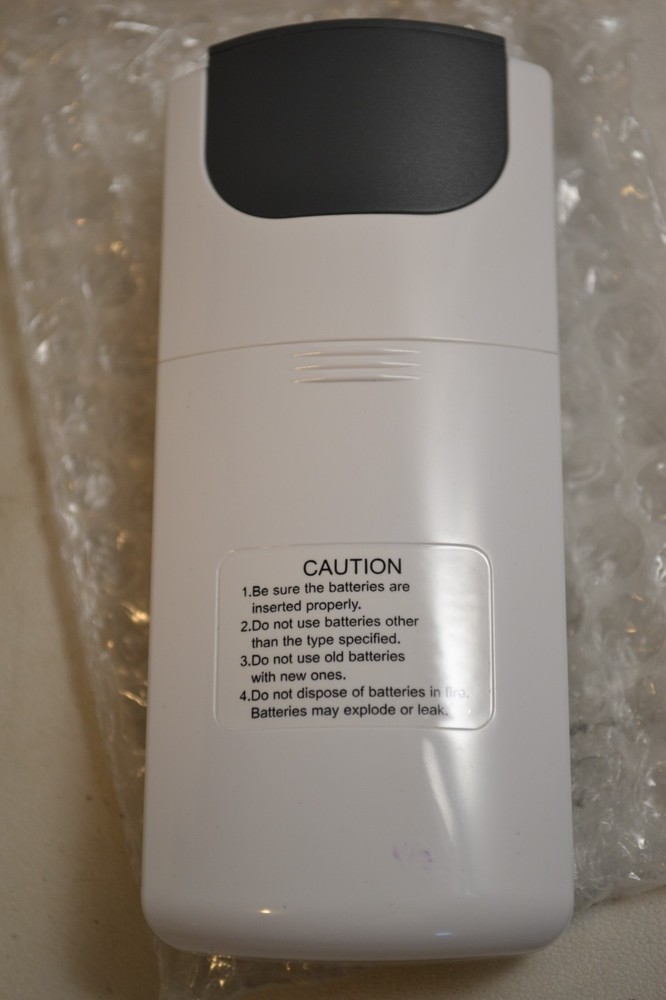 CAUTION
1.Be sure the batteries are
inserted properly.
2.Do not use batteries other
than the type specified.
3.Do not use old batteries
with new ones.
4.Do not dispose of batteries in fire.
Batteries may explode or leak.